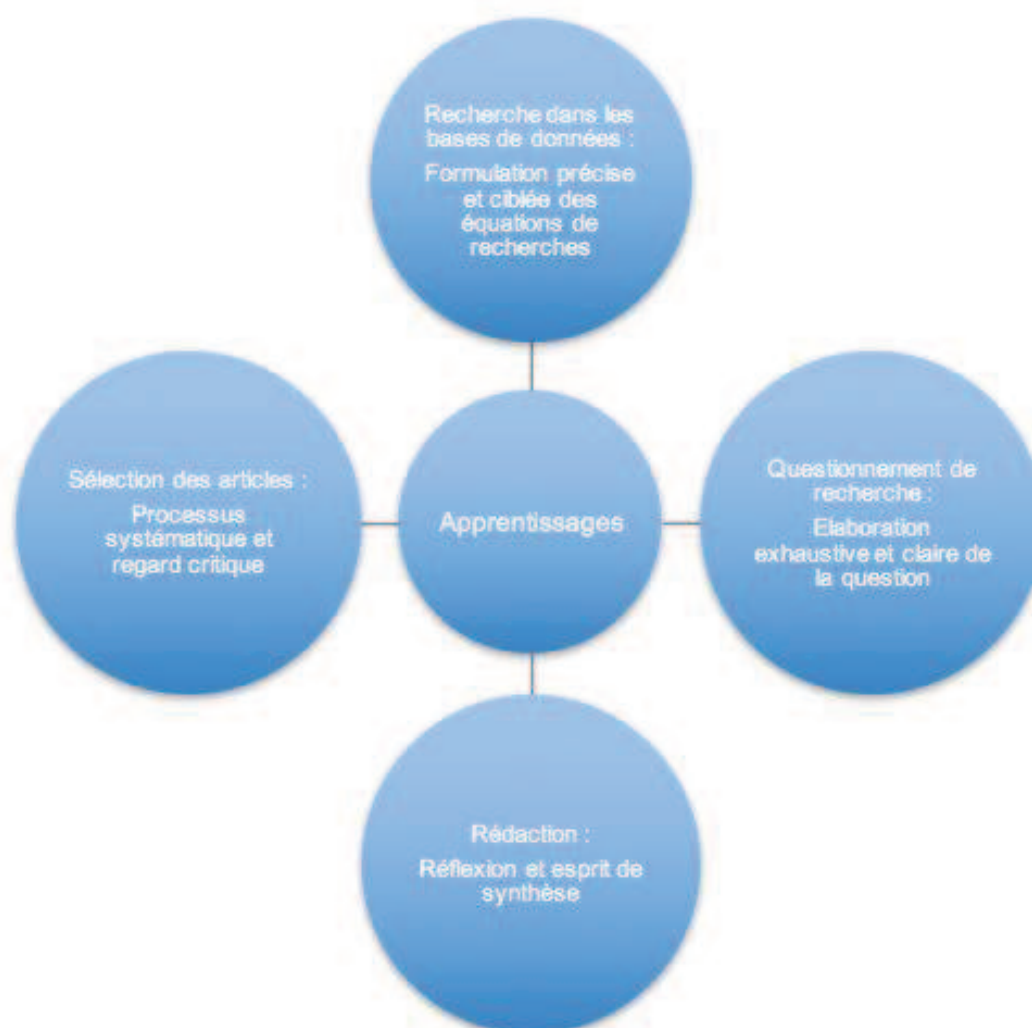 Recherche dans les
bases de données :
Formulation précise
et ciblée des
équations de
recherches
Sélection des articles :
Processus
systématique et
regard critique
Apprentissages
Questionnement de
recherche :
Elaboration
exhaustive et claire de
la question
Rédaction :
Réflexion et esprit de
synthèse